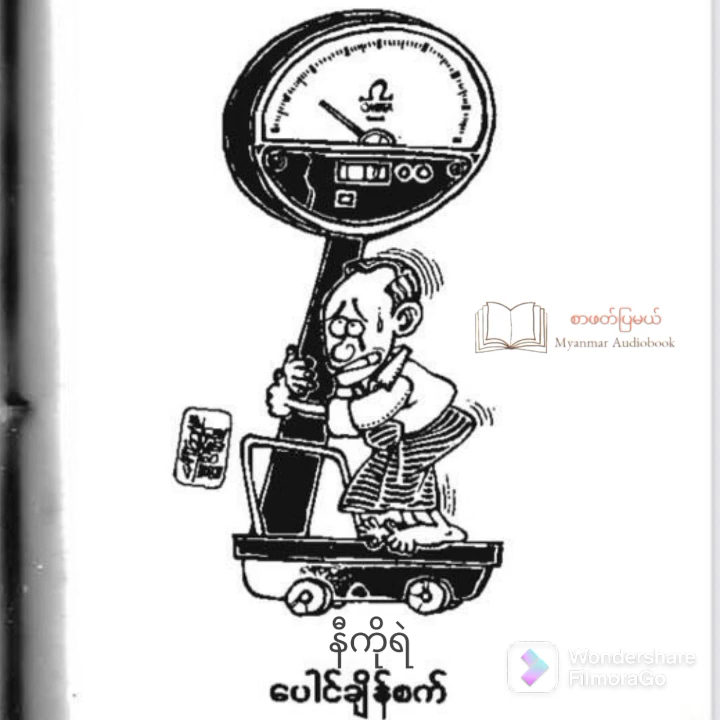 Ω
OMEGA
စာဖတ်ပြမယ်
Myanmar Audiobook
နီကိုရဲ
ပေါင်ချိန်စက်
Wondershare
FilmoraGo